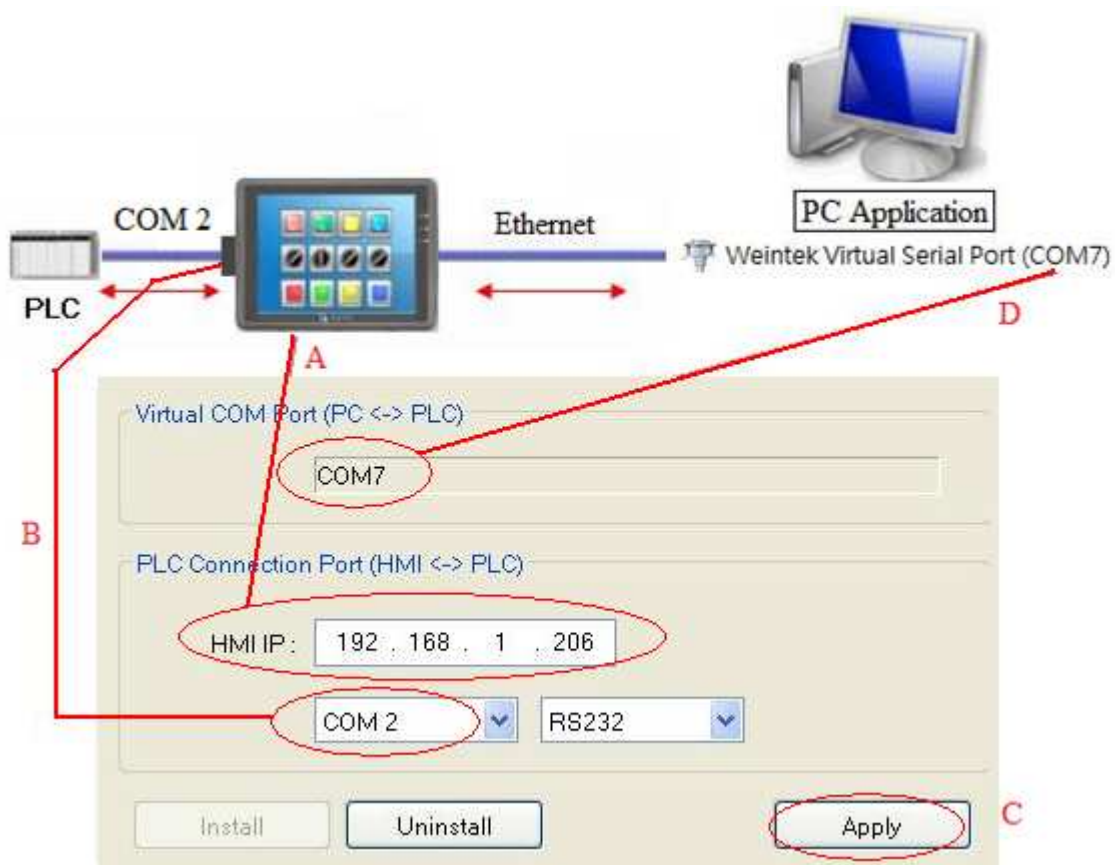 PC Application
COM 2
Ethernet
Weintek Virtual Serial Port (COM7)
PLC
D
A
Virtual COM Port (PC <-> PLC)
COM7
B
PLC Connection Port (HMI <-> PLC)
HMI IP : 192 . 168 . 1 . 206
COM 2 RS232
Install Uninstall Apply C